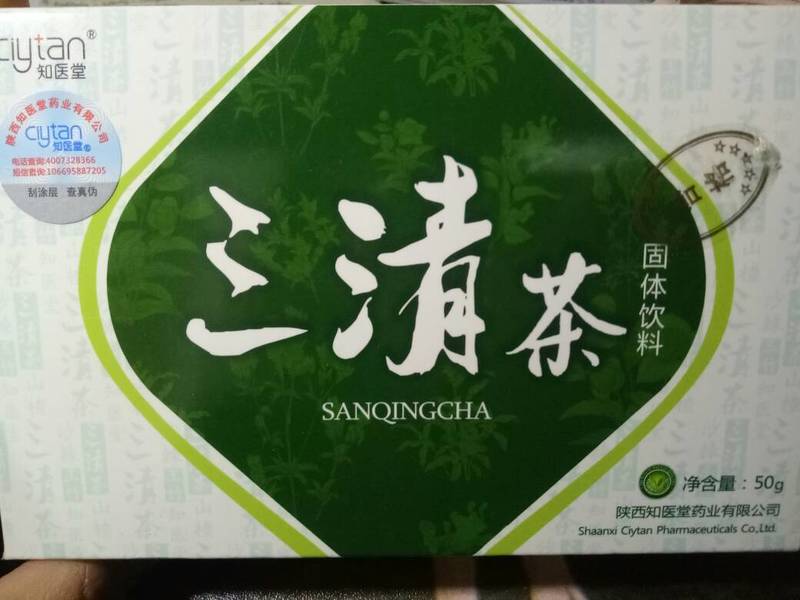 ciytan®
知医堂
陕西知医堂药业有限公司
ciytan
知医堂®
电话查询:4007328366
短信查询:106695887205
刮涂层 查真伪
三清茶
固体饮料
SANQINGCHA
净含量：50g
陕西知医堂药业有限公司
Shaanxi Ciytan Pharmaceuticals Co.,Ltd.